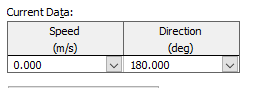 Current Data:
Speed Direction
(m/s) (deg)
0.000 180.000